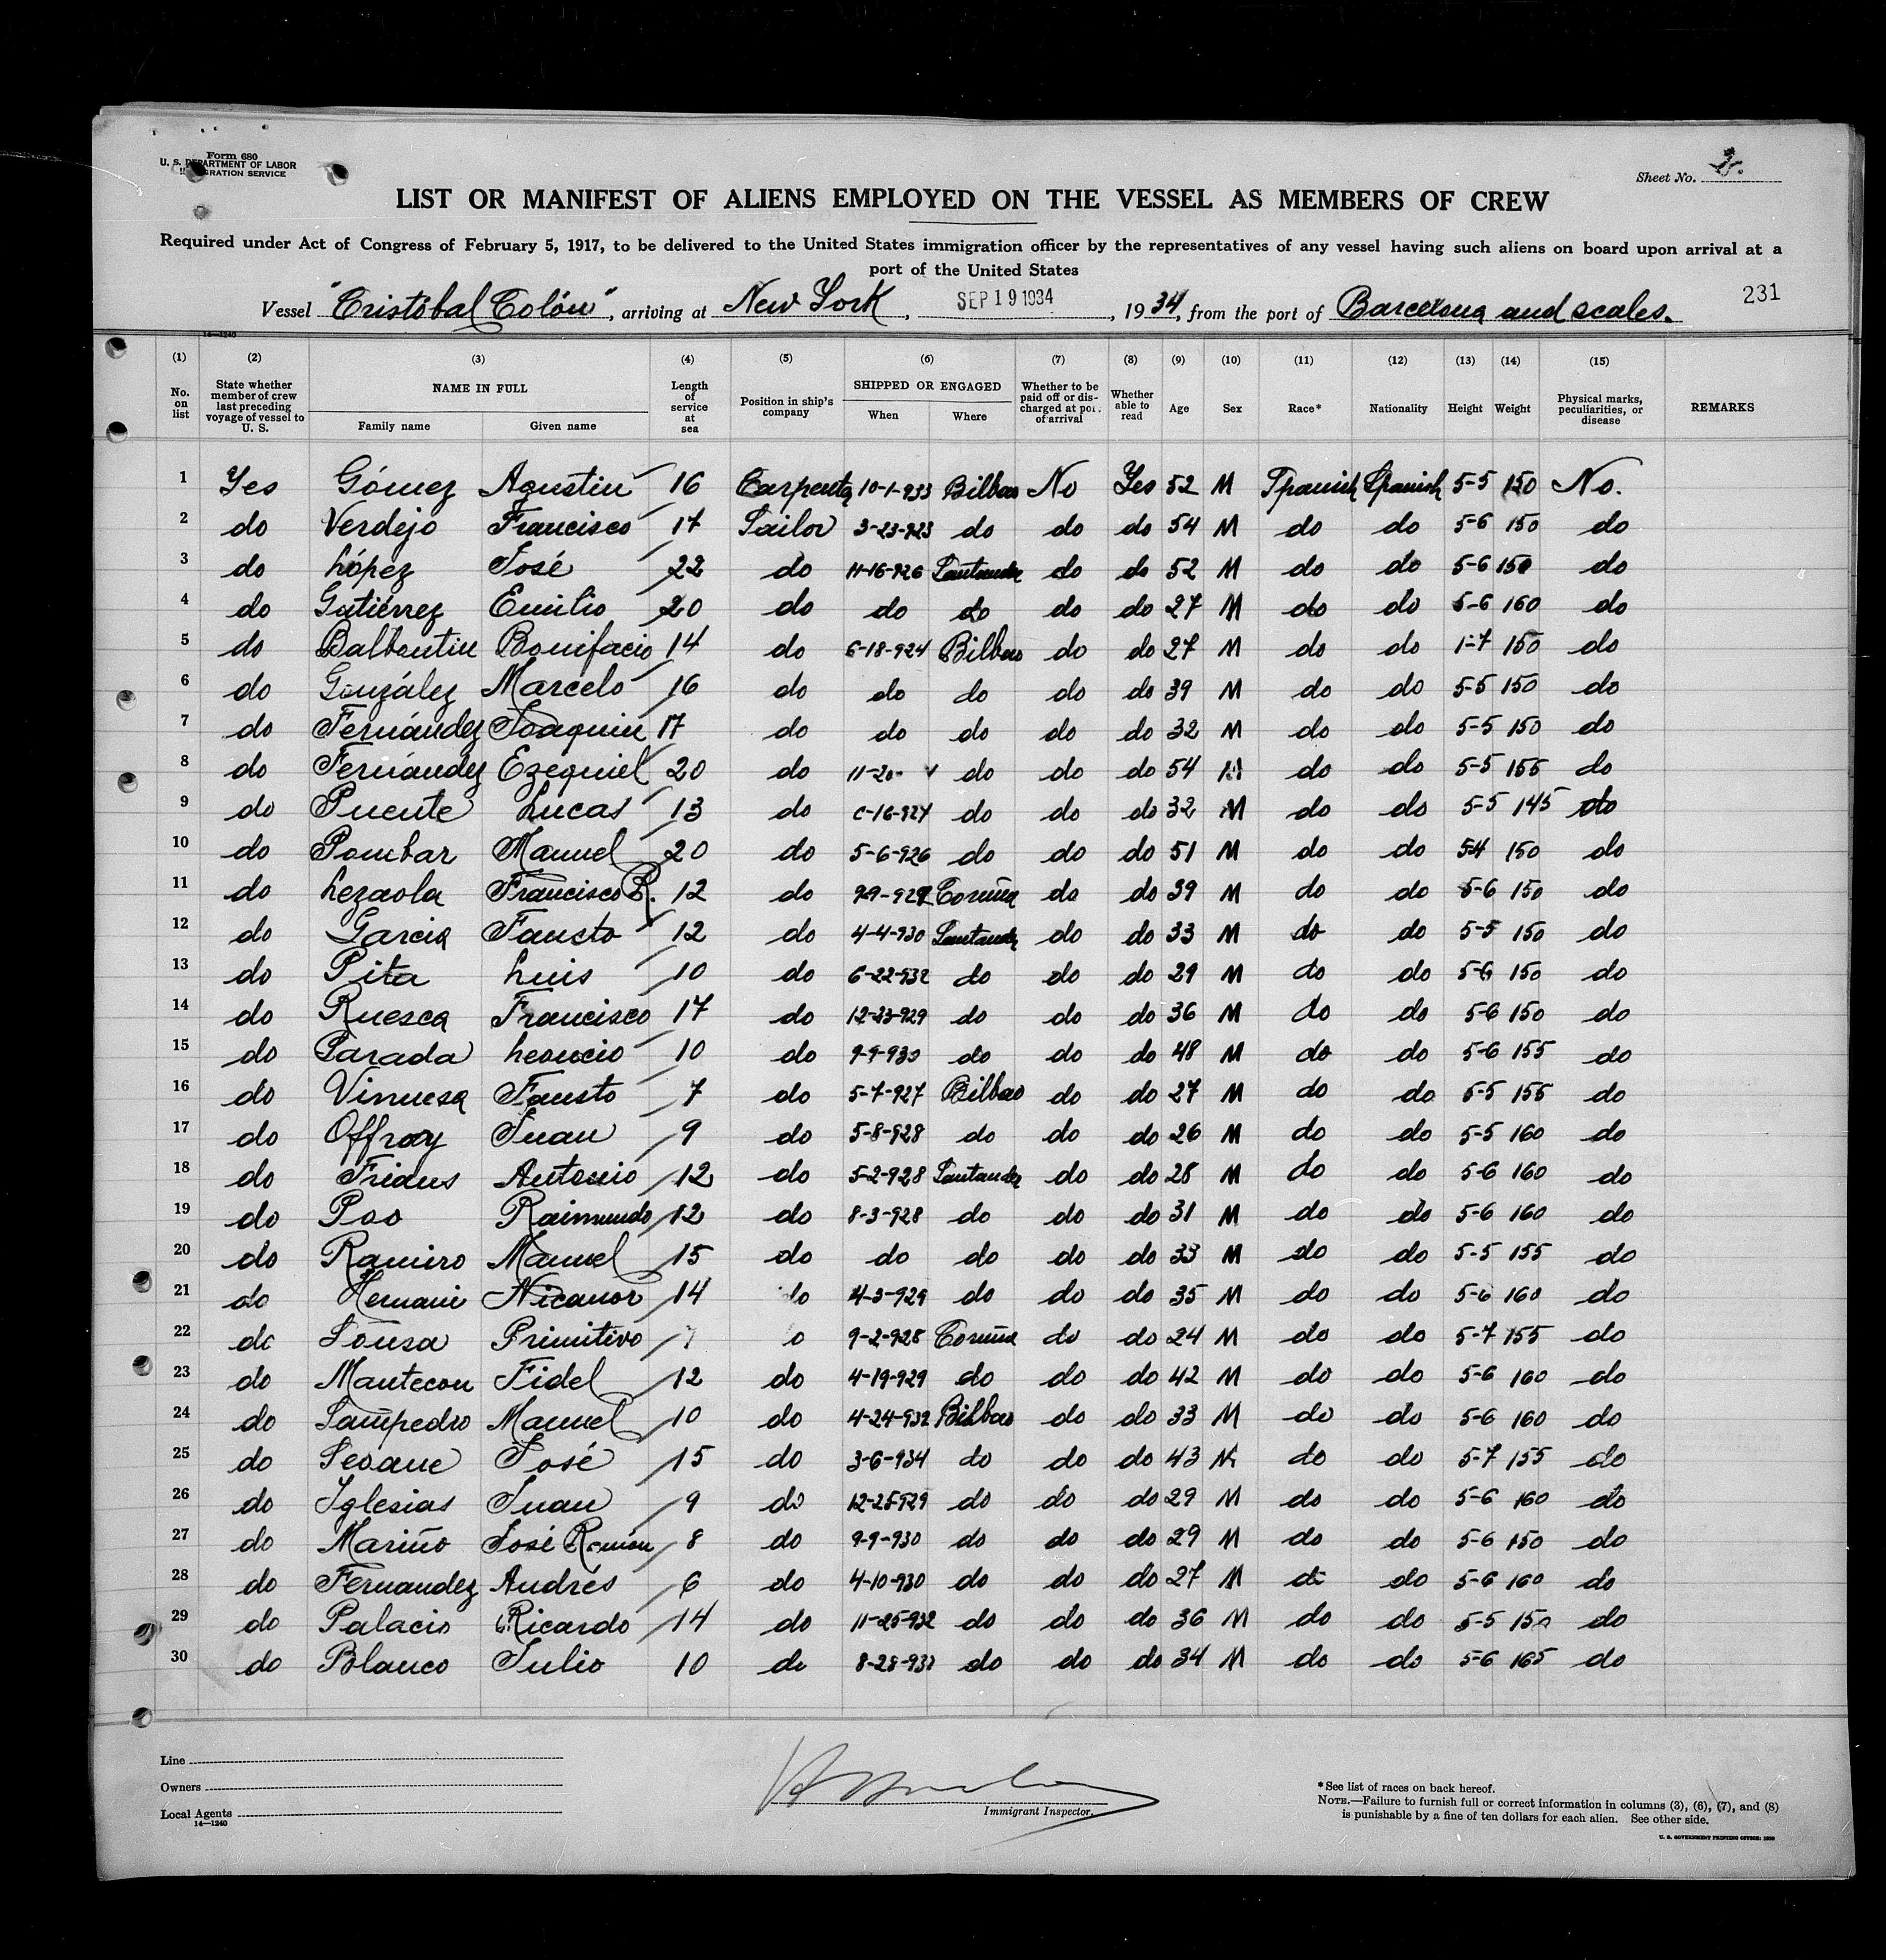 Form 680
U. S. DEPARTMENT OF LABOR
IMMIGRATION SERVICE
Sheet No.
LIST OR MANIFEST OF ALIENS EMPLOYED ON THE VESSEL AS MEMBERS OF CREW
Required under Act of Congress of February 5, 1917, to be delivered to the United States immigration officer by the representatives of any vessel having such aliens on board upon arrival at a
port of the United States
Vessel "Cristóbal Colón", arriving at New York, SEP 19 1934, 1934, from the port of Barcelona and scales. 231
14—1240
(1) (2) (3) (4) (5) (6) (7) (8) (9) (10) (11) (12) (13) (14) (15)
No. on list State whether member of crew last preceding voyage of vessel to U. S. NAME IN FULL Family name Given name Length of service at sea Position in ship's company SHIPPED OR ENGAGED When Where Whether to be paid off or discharged at port of arrival Whether able to read Age Sex Race* Nationality Height Weight Physical marks, peculiarities, or disease REMARKS
1 Yes Gómez Agustin 16 Carpenter 10-1-933 Bilbao No Yes 52 M Spanish Spanish 5-5 150 No.
2 do Verdejo Francisco 17 Sailor 3-23-923 do do do 54 M do do 5-6 150 do
3 do López José 22 do 11-16-926 Santander do do 52 M do do 5-6 150 do
4 do Gutiérrez Emilio 20 do do do do do 27 M do do 5-6 160 do
5 do Balbontin Bonifacio 14 do 6-18-924 Bilbao do do 27 M do do 1-7 150 do
6 do González Marcelo 16 do do do do do 39 M do do 5-5 150 do
7 do Fernández Joaquin 17 do do do do do 32 M do do 5-5 150 do
8 do Fernández Ezequiel 20 do 11-20- do do do 54 M do do 5-5 155 do
9 do Puente Lucas 13 do do do do 32 M do do 5-5 145 do
10 do Pombar Manuel 20 do 5-6-926 do do do 51 M do do 5-4 150 do
11 do Lezaola Francisco R. 12 do Coruña do do 39 M do do 5-6 150 do
12 do Garcia Fausto 12 do 4-4-930 Santander do do 33 M do do 5-5 150 do
13 do Pita Luis 10 do 6-22-932 do do do 29 M do do 5-6 150 do
14 do Ruesca Francisco 17 do 12-23-929 do do do 36 M do do 5-6 150 do
15 do Parada Leoncio 10 do 9-9-930 do do do 48 M do do 5-6 155 do
16 do Vinuesa Fausto 7 do 5-7-927 Bilbao do do 27 M do do 5-5 155 do
17 do Offroy Juan 9 do 5-8-928 do do do 26 M do do 5-5 160 do
18 do Antonio 12 do 5-2-928 Santander do do 28 M do do 5-6 160 do
19 do Poo Raimundo 12 do 8-3-928 do do do 31 M do do 5-6 160 do
20 do Ramiro Manuel 15 do do do do do 33 M do do 5-5 155 do
21 do Hernani Nicanor 14 do 4-3-929 do do do 35 M do do 5-6 160 do
22 do Sousa Primitivo 9-2-928 Coruña do do 24 M do do 5-7 155 do
23 do Mantecon Fidel 12 do 4-19-929 do do do 42 M do do 5-6 160 do
24 do Sampedro Manuel 10 do 4-24-932 Bilbao do do 33 M do do 5-6 160 do
25 do Seoane José 15 do 3-6-934 do do do 43 M do do 5-7 155 do
26 do Iglesias Juan 9 do 12-25-929 do do do 29 M do do 5-6 160 do
27 do Mariño José Ramón 8 do 9-9-930 do do do 29 M do do 5-6 150 do
28 do Fernandez Andrés 6 do 4-10-930 do do do 27 M do do 5-6 160 do
29 do Palacio Ricardo 14 do 11-25-932 do do do 36 M do do 5-5 150 do
30 do Blanco Julio 10 do do do do 34 M do do 5-6 165 do
Line
Owners
Local Agents
14—1240
Immigrant Inspector.
*See list of races on back hereof.
NOTE.—Failure to furnish full or correct information in columns (3), (6), (7), and (8)
is punishable by a fine of ten dollars for each alien. See other side.
U. S. GOVERNMENT PRINTING OFFICE: 1930